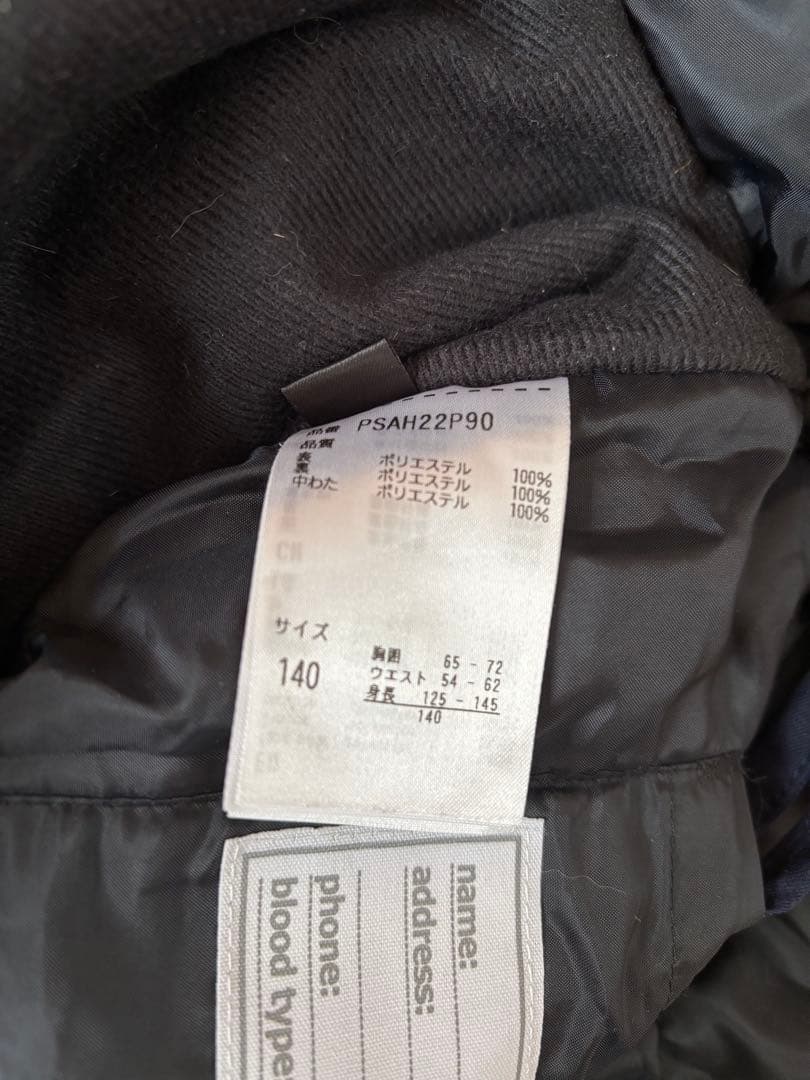 品番 PSAH22P90
品質
表 ポリエステル 100%
裏 ポリエステル 100%
中わた ポリエステル 100%
サイズ
140
胸囲 65 - 72
ウエスト 54 - 62
身長 125 - 145
140
name:
address:
phone:
blood type